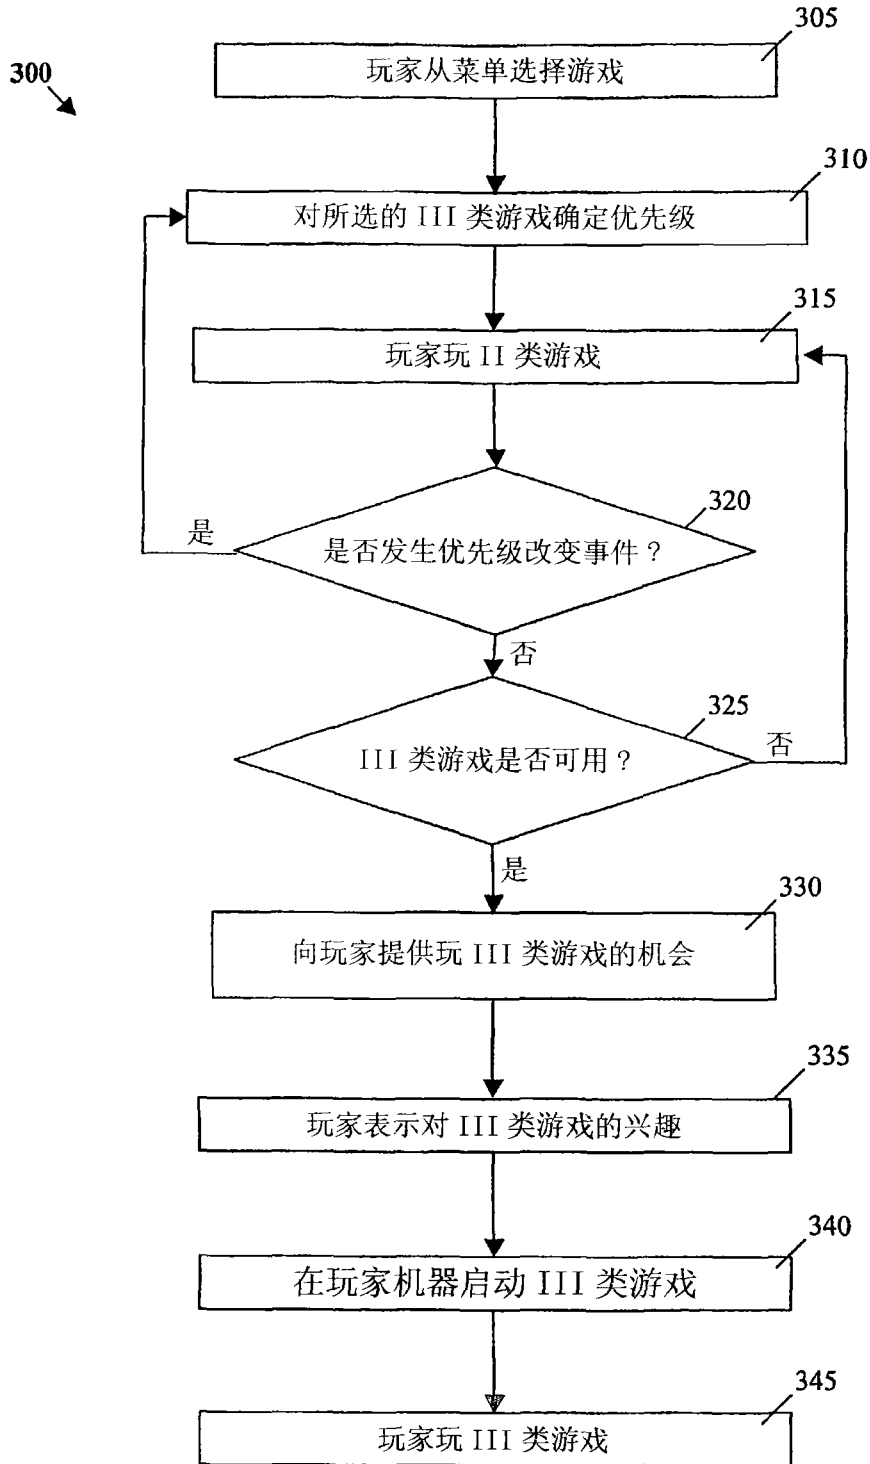 305
300
玩家从菜单选择游戏
310
对所选的 III 类游戏确定优先级
315
玩家玩 II 类游戏
320
是
是否发生优先级改变事件？
否
325
否
III 类游戏是否可用？
是
330
向玩家提供玩 III 类游戏的机会
335
玩家表示对 III 类游戏的兴趣
340
在玩家机器启动 III 类游戏
345
玩家玩 III 类游戏